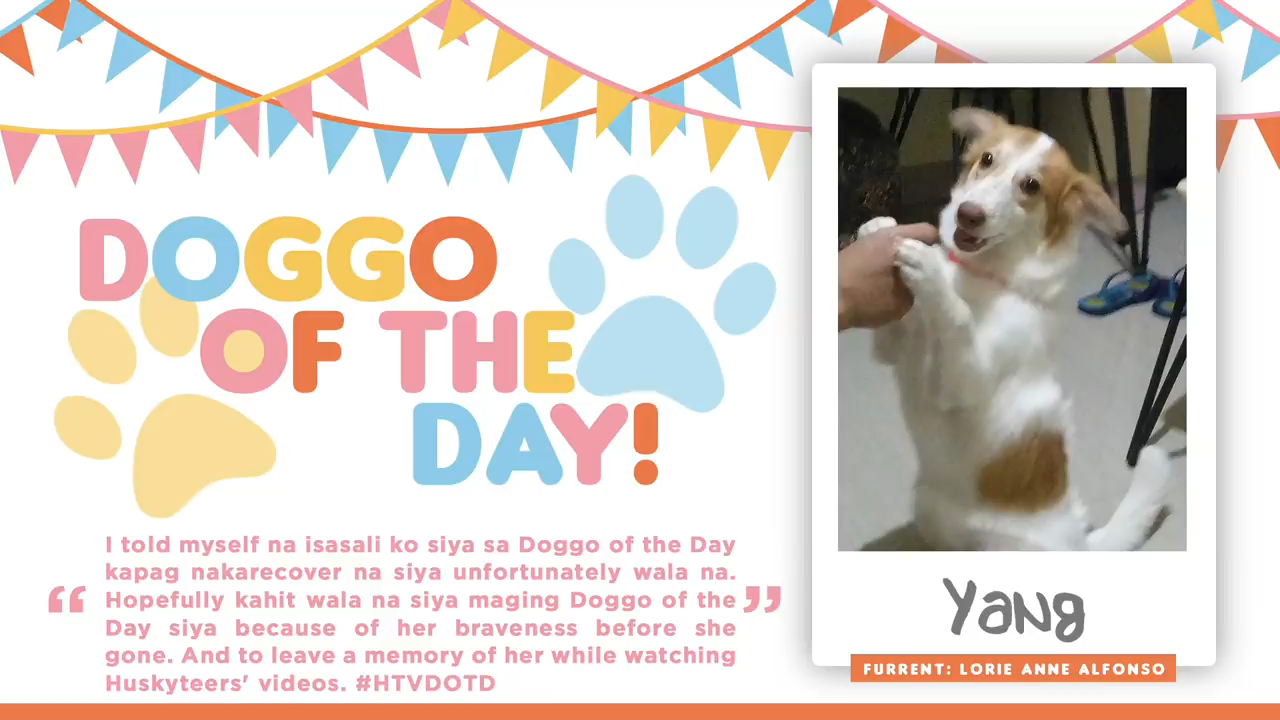 DOGGO
OF THE
DAY!
“ I told myself na isasali ko siya sa Doggo of the Day
kapag nakarecover na siya unfortunately wala na.
Hopefully kahit wala na siya maging Doggo of the
Day siya because of her braveness before she
gone. And to leave a memory of her while watching
Huskyteers' videos. #HTVDOTD ”
Yang
FURRENT: LORIE ANNE ALFONSO